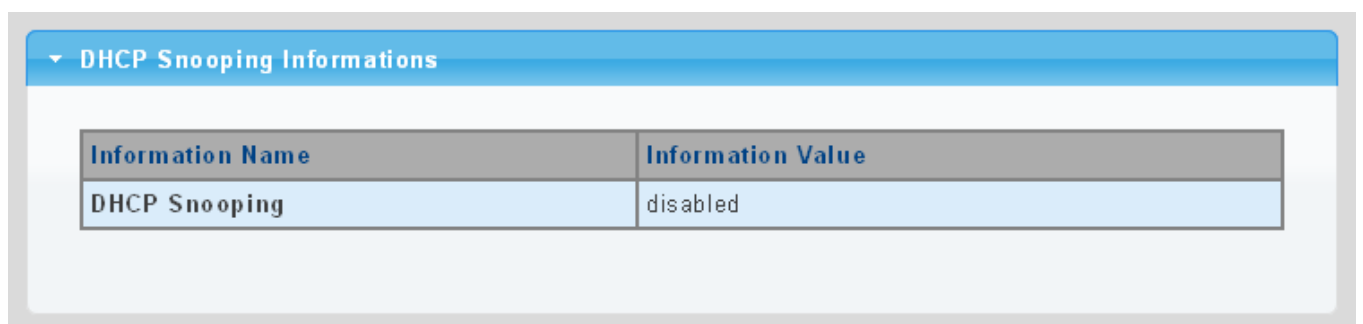 DHCP Snooping Informations
Information Name Information Value
DHCP Snooping disabled